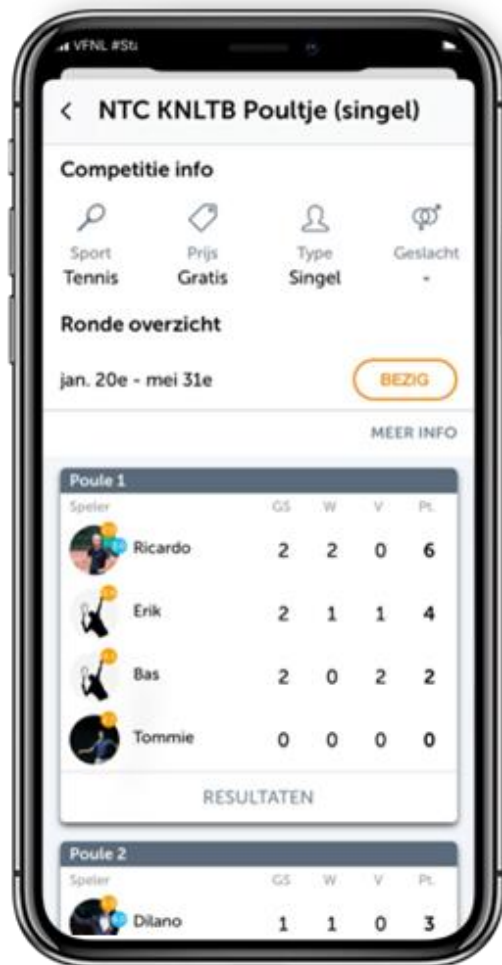 VFNL #Sta
NTC KNLTB Poultje (singel)
Competitie info
Sport Prijs Type Geslacht
Tennis Gratis Singel -
Ronde overzicht
jan. 20e - mei 31e BEZIG
MEER INFO
Poule 1
Speler GS W V Pt.
Ricardo 2 2 0 6
Erik 2 1 1 4
Bas 2 0 2 2
Tommie 0 0 0 0
RESULTATEN
Poule 2
Speler GS W V Pt.
Dilano 1 1 0 3